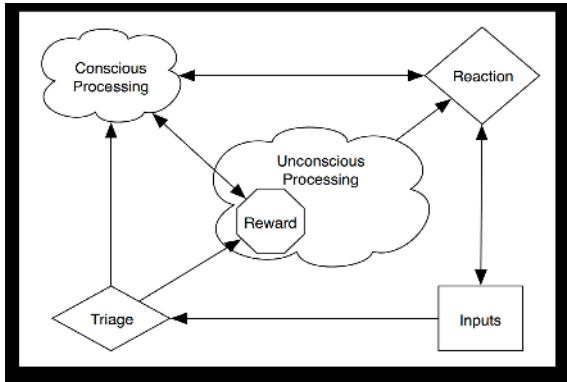 Conscious
Processing
Reaction
Unconscious
Processing
Reward
Triage
Inputs